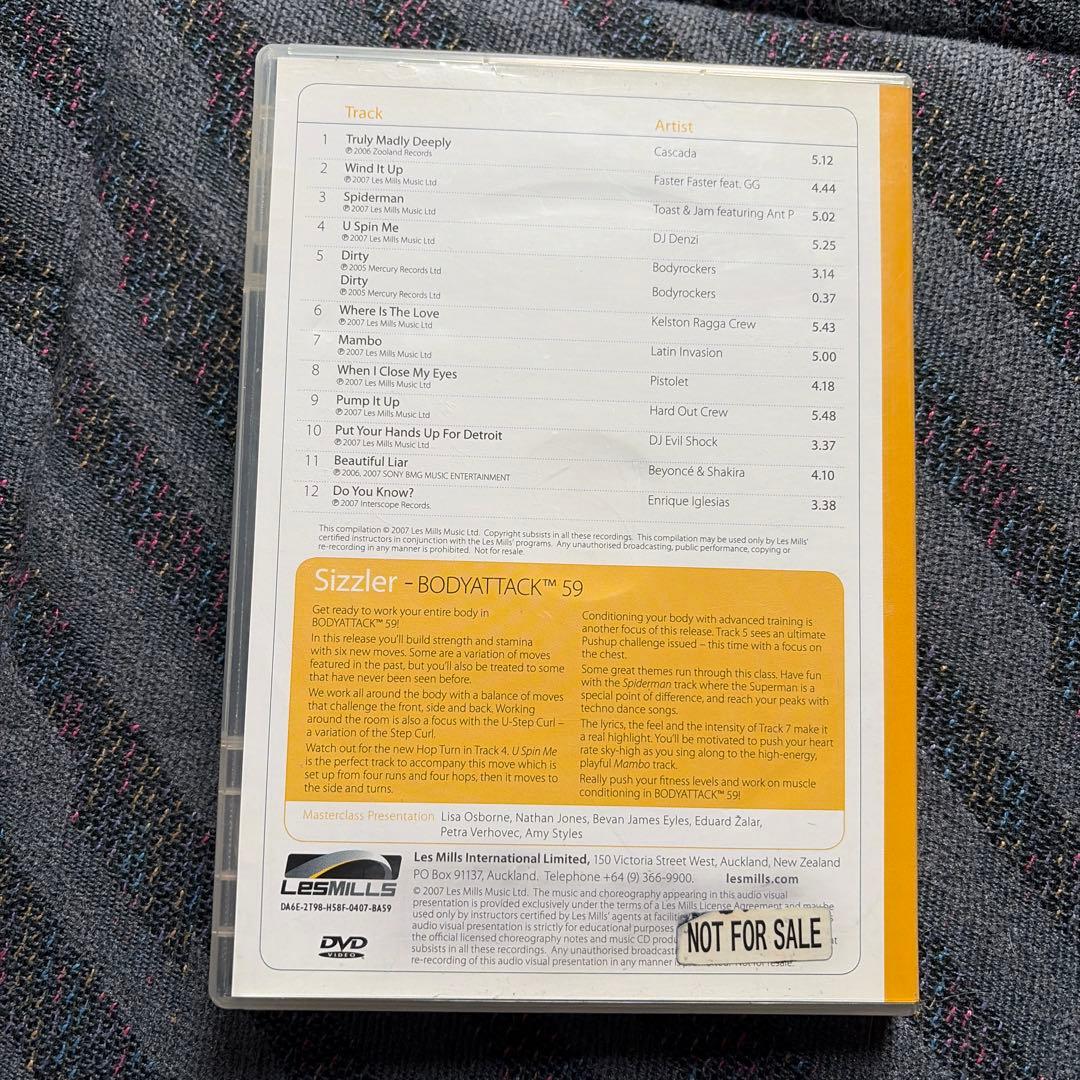 Track Artist
1 Truly Madly Deeply Cascada 5.12
℗ 2006 Zooland Records
2 Wind It Up Faster Faster feat. GG 4.44
℗ 2007 Les Mills Music Ltd
3 Spiderman Toast & Jam featuring Ant P 5.02
℗ 2007 Les Mills Music Ltd
4 U Spin Me DJ Denzi 5.25
℗ 2007 Les Mills Music Ltd
5 Dirty Bodyrockers 3.14
℗ 2005 Mercury Records Ltd
Dirty Bodyrockers 0.37
℗ 2005 Mercury Records Ltd
6 Where Is The Love Kelston Ragga Crew 5.43
℗ 2007 Les Mills Music Ltd
7 Mambo Latin Invasion 5.00
℗ 2007 Les Mills Music Ltd
8 When I Close My Eyes Pistolet 4.18
℗ 2007 Les Mills Music Ltd
9 Pump It Up Hard Out Crew 5.48
℗ 2007 Les Mills Music Ltd
10 Put Your Hands Up For Detroit DJ Evil Shock 3.37
℗ 2007 Les Mills Music Ltd
11 Beautiful Liar Beyoncé & Shakira 4.10
℗ 2006, 2007 SONY BMG MUSIC ENTERTAINMENT
12 Do You Know? Enrique Iglesias 3.38
℗ 2007 Interscope Records.
This compilation © 2007 Les Mills Music Ltd. Copyright subsists in all these recordings. This compilation may be used only by Les Mills'
certified instructors in conjunction with the Les Mills' programs. Any unauthorised broadcasting, public performance, copying or
re-recording in any manner is prohibited. Not for resale.
Sizzler – BODYATTACK™ 59
Get ready to work your entire body in
BODYATTACK™ 59!
In this release you'll build strength and stamina
with six new moves. Some are a variation of moves
featured in the past, but you'll also be treated to some
that have never been seen before.
We work all around the body with a balance of moves
that challenge the front, side and back. Working
around the room is also a focus with the U-Step Curl –
a variation of the Step Curl.
Watch out for the new Hop Turn in Track 4. U Spin Me
is the perfect track to accompany this move which is
set up from four runs and four hops, then it moves to
the side and turns.
Conditioning your body with advanced training is
another focus of this release. Track 5 sees an ultimate
Pushup challenge issued – this time with a focus on
the chest.
Some great themes run through this class. Have fun
with the Spiderman track where the Superman is a
special point of difference, and reach your peaks with
techno dance songs.
The lyrics, the feel and the intensity of Track 7 make it
a real highlight. You'll be motivated to push your heart
rate sky-high as you sing along to the high-energy,
playful Mambo track.
Really push your fitness levels and work on muscle
conditioning in BODYATTACK™ 59!
Masterclass Presentation Lisa Osborne, Nathan Jones, Bevan James Eyles, Eduard Žalar,
Petra Verhovec, Amy Styles
LESMILLS
DA6E-2T98-H58F-0407-BA59
DVD
VIDEO
Les Mills International Limited, 150 Victoria Street West, Auckland, New Zealand
PO Box 91137, Auckland. Telephone +64 (9) 366-9900. lesmills.com
© 2007 Les Mills Music Ltd. The music and choreography appearing in this audio visual
presentation is provided exclusively under the terms of a Les Mills License Agreement and may be
used only by instructors certified by Les Mills' agents at
audio visual presentation is strictly for educational purposes
the official licensed choreography notes and music CD
subsists in all these recordings. Any unauthorised
re-recording of this audio visual presentation in any manner Not for resale.
NOT FOR SALE